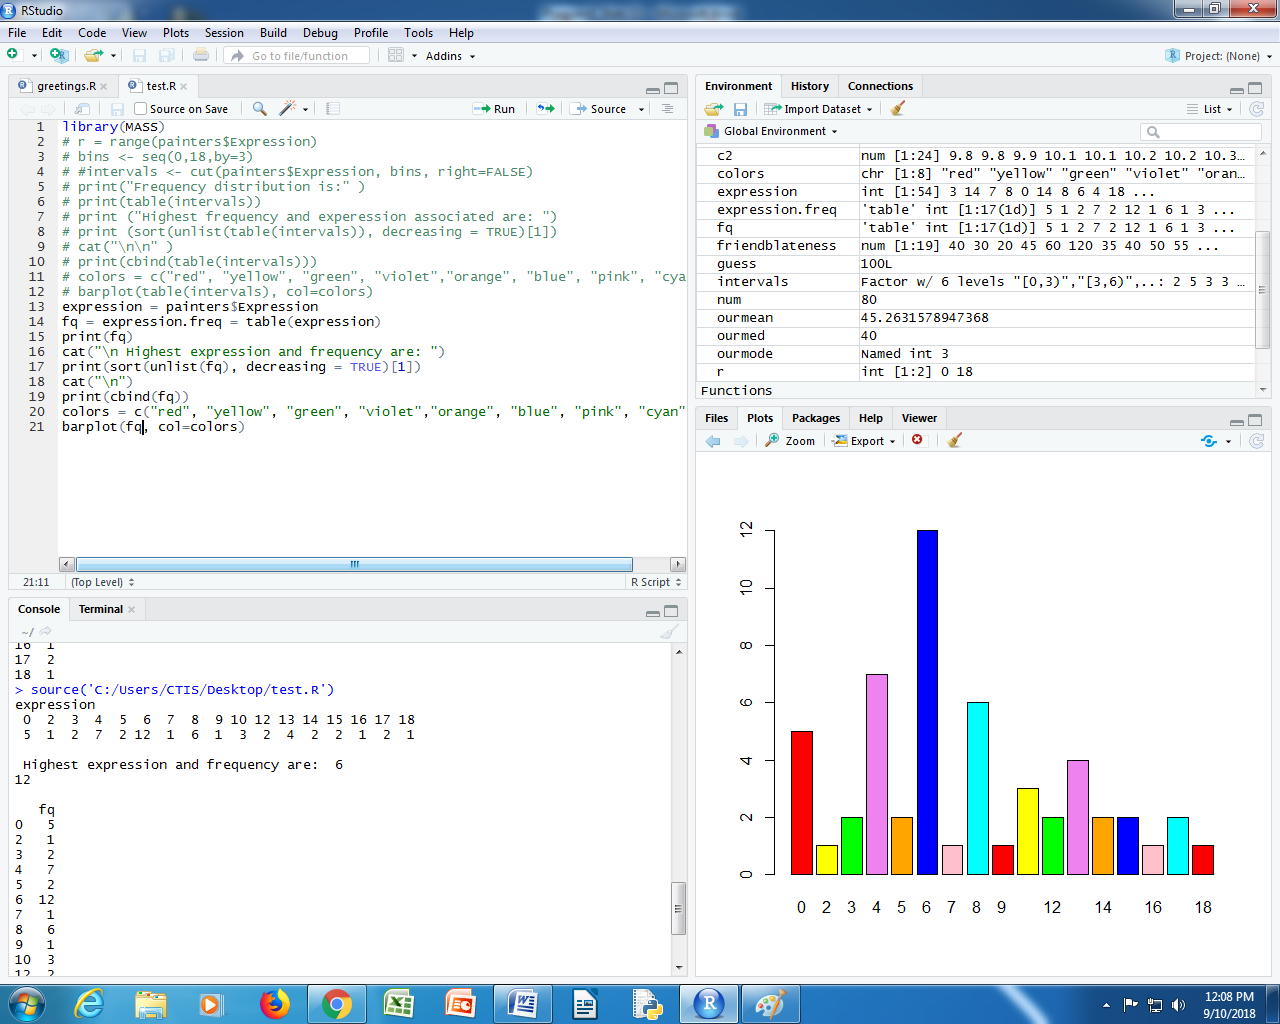 RStudio
File Edit Code View Plots Session Build Debug Profile Tools Help
Go to file/function Addins Project: (None)
greetings.R test.R
Source on Save Run Source
1 library(MASS)
2 # r = range(painters$Expression)
3 # bins <- seq(0,18,by=3)
4 # #intervals <- cut(painters$Expression, bins, right=FALSE)
5 # print("Frequency distribution is:" )
6 # print(table(intervals))
7 # print ("Highest frequency and experession associated are: ")
8 # print (sort(unlist(table(intervals)), decreasing = TRUE)[1])
9 # cat("\n\n" )
10 # print(cbind(table(intervals)))
11 # colors = c("red", "yellow", "green", "violet","orange", "blue", "pink", "cyan
12 # barplot(table(intervals), col=colors)
13 expression = painters$Expression
14 fq = expression.freq = table(expression)
15 print(fq)
16 cat("\n Highest expression and frequency are: ")
17 print(sort(unlist(fq), decreasing = TRUE)[1])
18 cat("\n")
19 print(cbind(fq))
20 colors = c("red", "yellow", "green", "violet","orange", "blue", "pink", "cyan"
21 barplot(fq, col=colors)
21:11 (Top Level) R Script
Console Terminal
~/
16 1
17 2
18 1
> source('C:/Users/CTIS/Desktop/test.R')
expression
0 2 3 4 5 6 7 8 9 10 12 13 14 15 16 17 18
5 1 2 7 2 12 1 6 1 3 2 4 2 2 1 2 1
Highest expression and frequency are: 6
12
fq
0 5
2 1
3 2
4 7
5 2
6 12
7 1
8 6
9 1
10 3
12 2
Environment History Connections
Import Dataset List
Global Environment
c2 num [1:24] 9.8 9.8 9.9 10.1 10.1 10.2 10.2 10.3…
colors chr [1:8] "red" "yellow" "green" "violet" "oran…
expression int [1:54] 3 14 7 8 0 14 8 6 4 18 ...
expression.freq 'table' int [1:17(1d)] 5 1 2 7 2 12 1 6 1 3 ...
fq 'table' int [1:17(1d)] 5 1 2 7 2 12 1 6 1 3 ...
friendblateness num [1:19] 40 30 20 45 60 120 35 40 50 55 ...
guess 100L
intervals Factor w/ 6 levels "[0,3)","[3,6)",..: 2 5 3 3 …
num 80
ourmean 45.2631578947368
ourmed 40
ourmode Named int 3
r int [1:2] 0 18
Functions
Files Plots Packages Help Viewer
Zoom Export
12
10
8
6
4
2
0
0 2 3 4 5 6 7 8 9 12 14 16 18
12:08 PM
9/10/2018